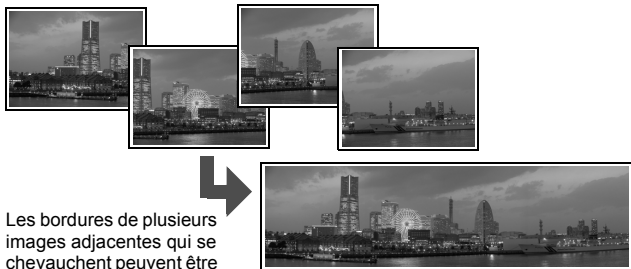 Les bordures de plusieurs
images adjacentes qui se
chevauchent peuvent être